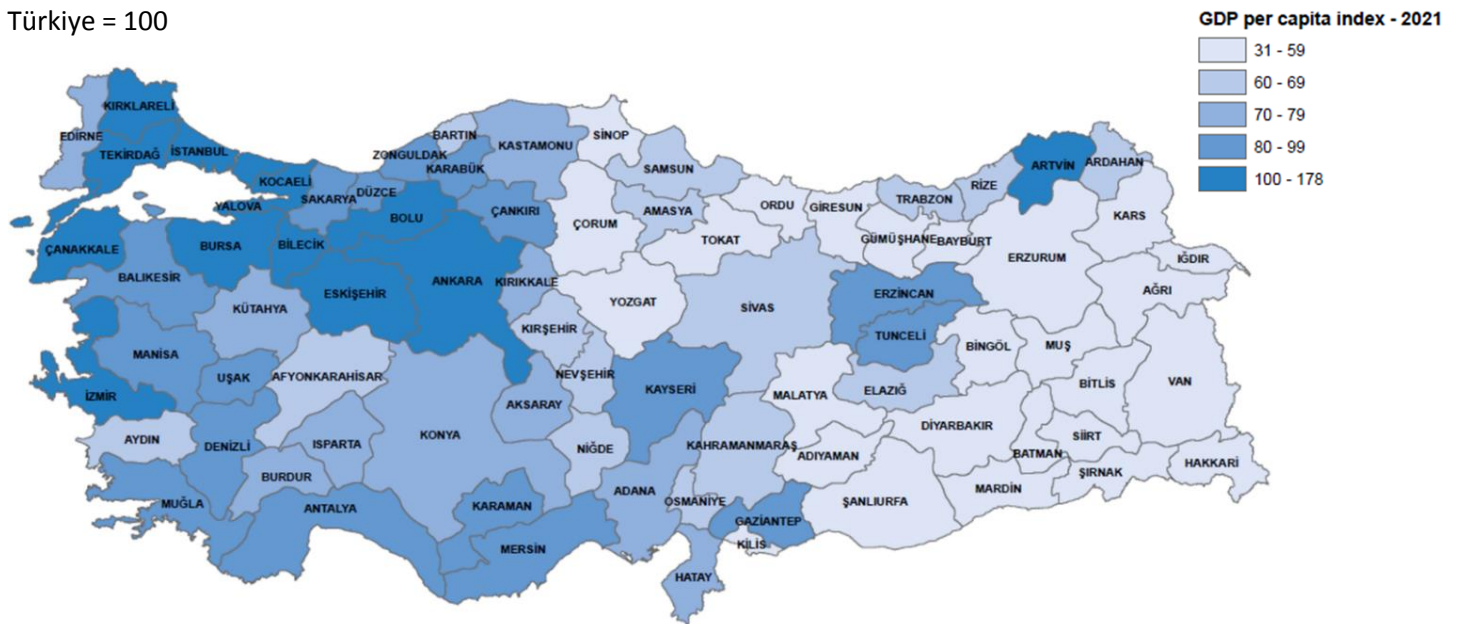 Türkiye = 100
GDP per capita index - 2021
31 - 59
60 - 69
70 - 79
80 - 99
100 - 178
KIRKLARELİ
EDİRNE
TEKİRDAĞ
İSTANBUL
KOCAELİ
YALOVA
SAKARYA
DÜZCE
ZONGULDAK
BARTIN
KARABÜK
KASTAMONU
SİNOP
SAMSUN
ÇANKIRI
BOLU
ÇORUM
AMASYA
ORDU
GİRESUN
TRABZON
RİZE
ARTVİN
ARDAHAN
KARS
TOKAT
GÜMÜŞHANE
BAYBURT
ERZURUM
IĞDIR
AĞRI
ÇANAKKALE
BURSA
BİLECİK
ESKİŞEHİR
ANKARA
KIRIKKALE
YOZGAT
SİVAS
ERZİNCAN
TUNCELİ
BİNGÖL
MUŞ
BALIKESİR
KÜTAHYA
KIRŞEHİR
MANİSA
UŞAK
AFYONKARAHİSAR
NEVŞEHİR
KAYSERİ
MALATYA
ELAZIĞ
BİTLİS
VAN
İZMİR
AKSARAY
AYDIN
DENİZLİ
ISPARTA
KONYA
NİĞDE
KAHRAMANMARAŞ
ADIYAMAN
DİYARBAKIR
BATMAN
SİİRT
ŞIRNAK
HAKKARİ
BURDUR
MUĞLA
ANTALYA
KARAMAN
MERSİN
ADANA
OSMANİYE
GAZİANTEP
KİLİS
ŞANLIURFA
MARDİN
HATAY